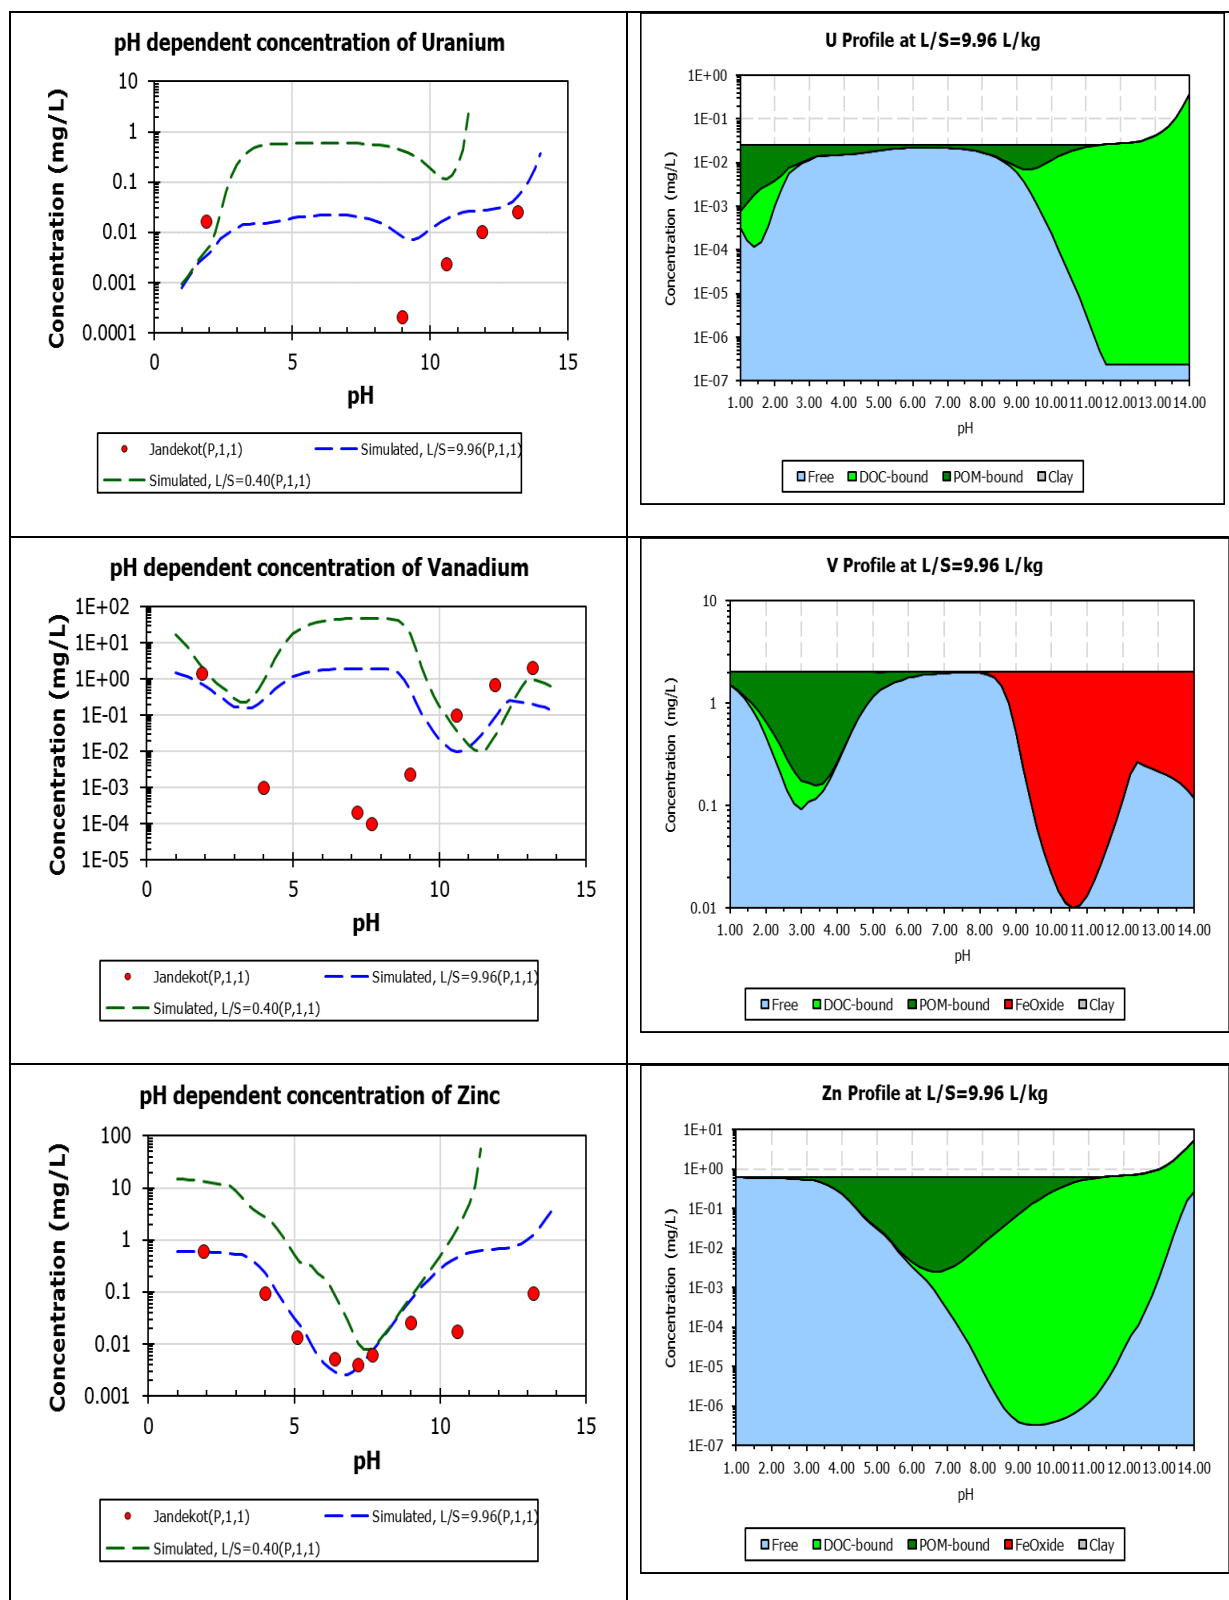 pH dependent concentration of Uranium
Concentration (mg/L)
10
1
0.1
0.01
0.001
0.0001
0 5 10 15
pH
Jandekot(P,1,1) Simulated, L/S=9.96(P,1,1)
Simulated, L/S=0.40(P,1,1)
U Profile at L/S=9.96 L/kg
Concentration (mg/L)
1E+00
1E-01
1E-02
1E-03
1E-04
1E-05
1E-06
1E-07
1.00 2.00 3.00 4.00 5.00 6.00 7.00 8.00 9.00 10.00 11.00 12.00 13.00 14.00
pH
Free DOC-bound POM-bound Clay
pH dependent concentration of Vanadium
Concentration (mg/L)
1E+02
1E+01
1E+00
1E-01
1E-02
1E-03
1E-04
1E-05
0 5 10 15
pH
Jandekot(P,1,1) Simulated, L/S=9.96(P,1,1)
Simulated, L/S=0.40(P,1,1)
V Profile at L/S=9.96 L/kg
Concentration (mg/L)
10
1
0.1
0.01
1.00 2.00 3.00 4.00 5.00 6.00 7.00 8.00 9.00 10.00 11.00 12.00 13.00 14.00
pH
Free DOC-bound POM-bound FeOxide Clay
pH dependent concentration of Zinc
Concentration (mg/L)
100
10
1
0.1
0.01
0.001
0 5 10 15
pH
Jandekot(P,1,1) Simulated, L/S=9.96(P,1,1)
Simulated, L/S=0.40(P,1,1)
Zn Profile at L/S=9.96 L/kg
Concentration (mg/L)
1E+01
1E+00
1E-01
1E-02
1E-03
1E-04
1E-05
1E-06
1E-07
1.00 2.00 3.00 4.00 5.00 6.00 7.00 8.00 9.00 10.00 11.00 12.00 13.00 14.00
pH
Free DOC-bound POM-bound FeOxide Clay